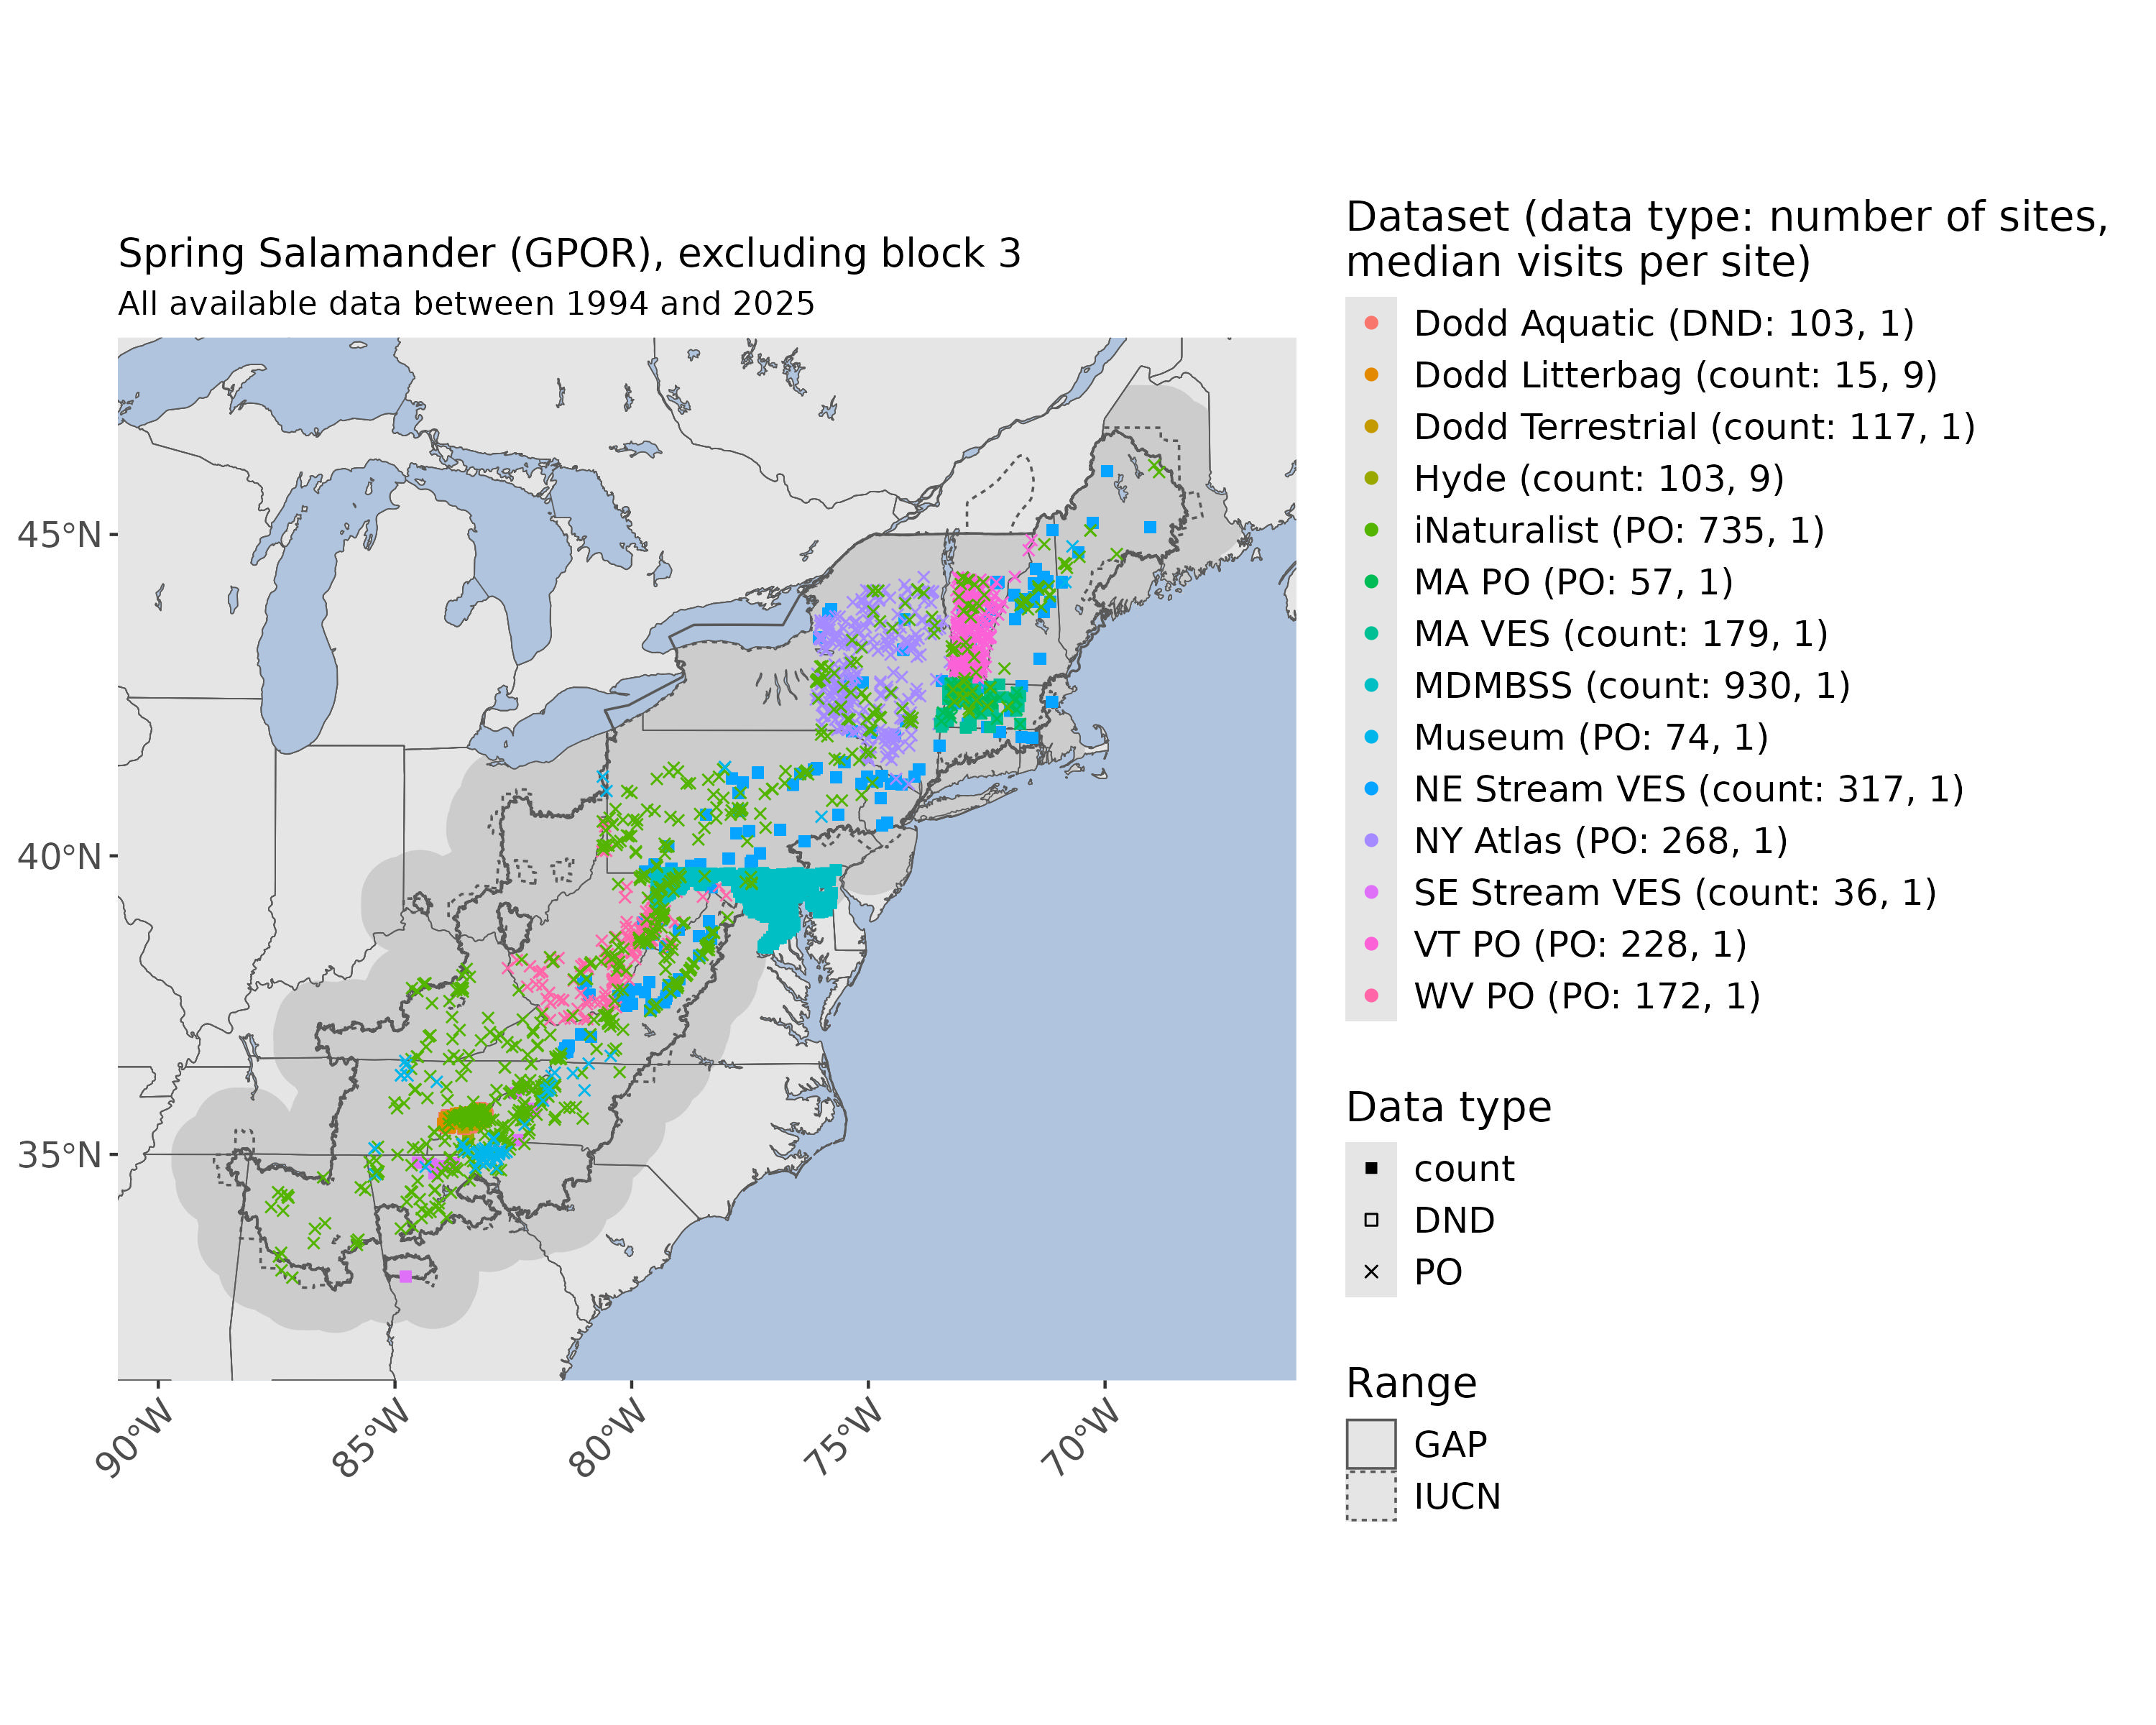 Spring Salamander (GPOR), excluding block 3
All available data between 1994 and 2025
45°N
40°N
35°N
90°W
85°W
80°W
75°W
70°W
Dataset (data type: number of sites,
median visits per site)
Dodd Aquatic (DND: 103, 1)
Dodd Litterbag (count: 15, 9)
Dodd Terrestrial (count: 117, 1)
Hyde (count: 103, 9)
iNaturalist (PO: 735, 1)
MA PO (PO: 57, 1)
MA VES (count: 179, 1)
MDMBSS (count: 930, 1)
Museum (PO: 74, 1)
NE Stream VES (count: 317, 1)
NY Atlas (PO: 268, 1)
SE Stream VES (count: 36, 1)
VT PO (PO: 228, 1)
WV PO (PO: 172, 1)
Data type
count
DND
PO
Range
GAP
IUCN